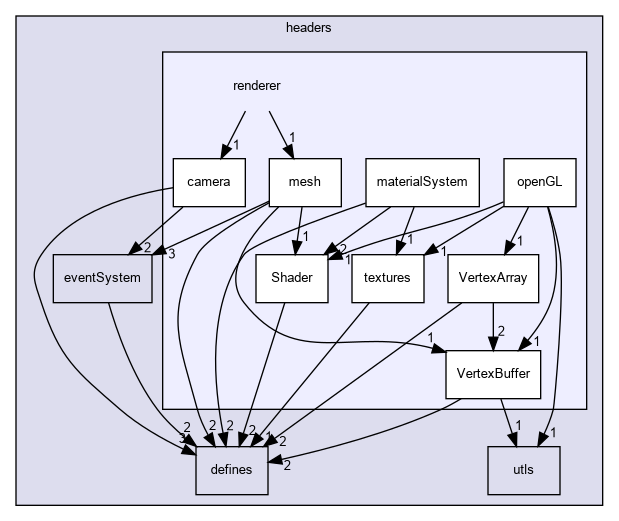 headers
renderer
1
1
camera
mesh
materialSystem
openGL
2
3
1
2
1
1
1
1
eventSystem
Shader
textures
VertexArray
1
2
1
VertexBuffer
2
3
2
2
2
1
2
2
1
1
defines
utls